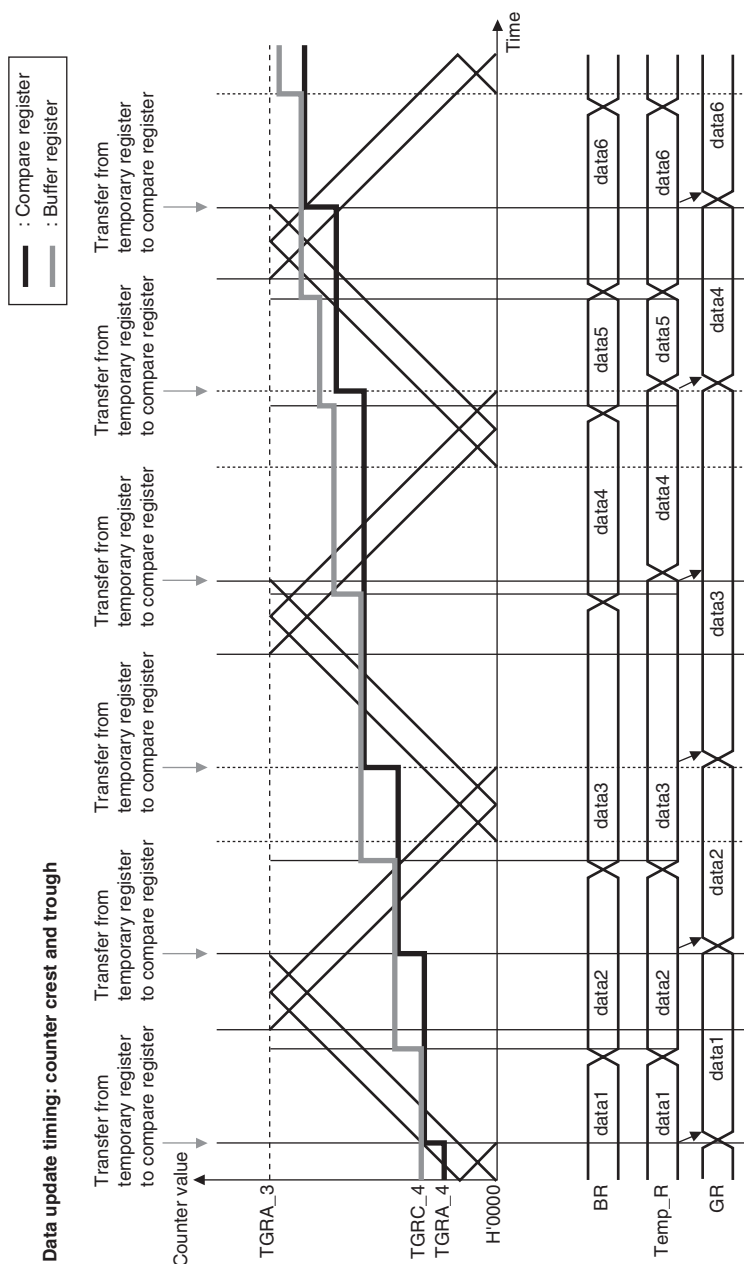 Data update timing: counter crest and trough
: Compare register
: Buffer register
Transfer from
temporary register
to compare register
Transfer from
temporary register
to compare register
Transfer from
temporary register
to compare register
Transfer from
temporary register
to compare register
Transfer from
temporary register
to compare register
Transfer from
temporary register
to compare register
Counter value
TGRA_3
TGRC_4
TGRA_4
H'0000
Time
BR
data1
data2
data3
data4
data5
data6
Temp_R
data1
data2
data3
data4
data5
data6
GR
data1
data2
data3
data4
data6